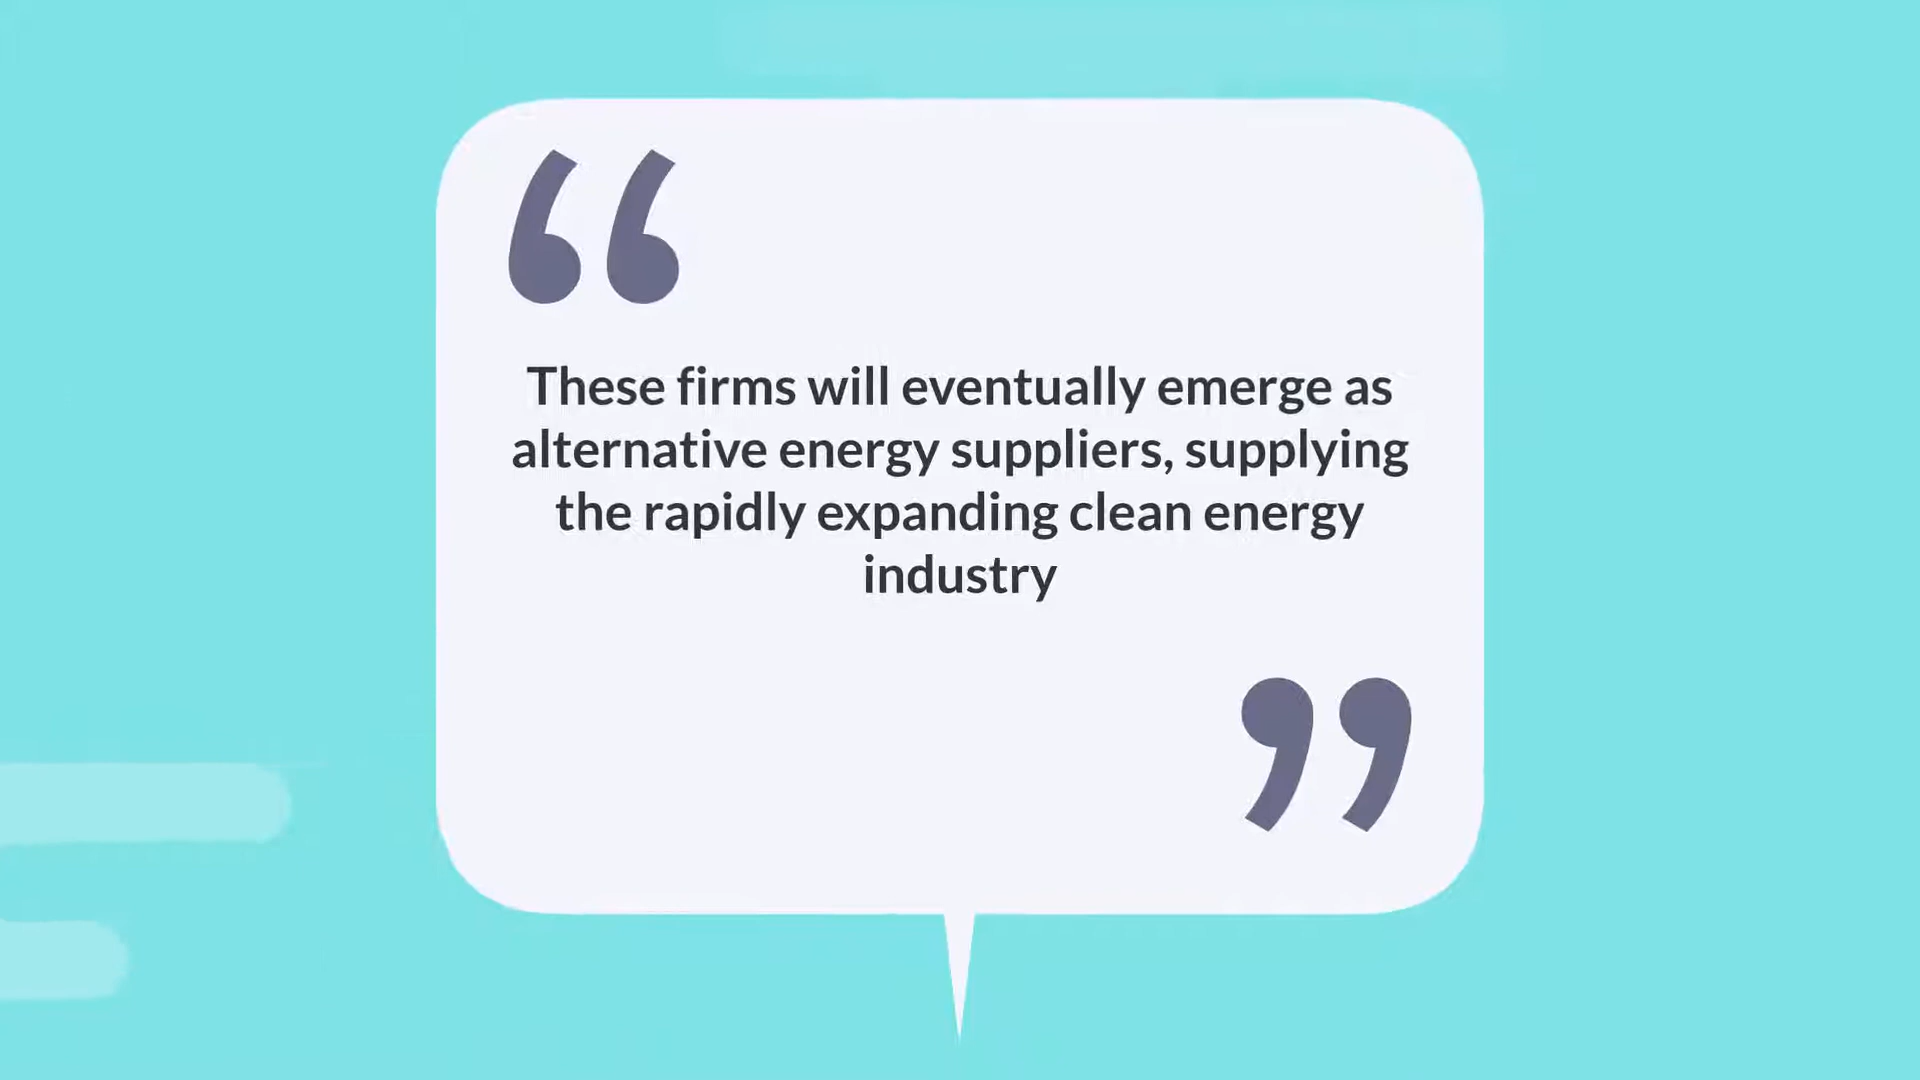 “
These firms will eventually emerge as
alternative energy suppliers, supplying
the rapidly expanding clean energy
industry
”